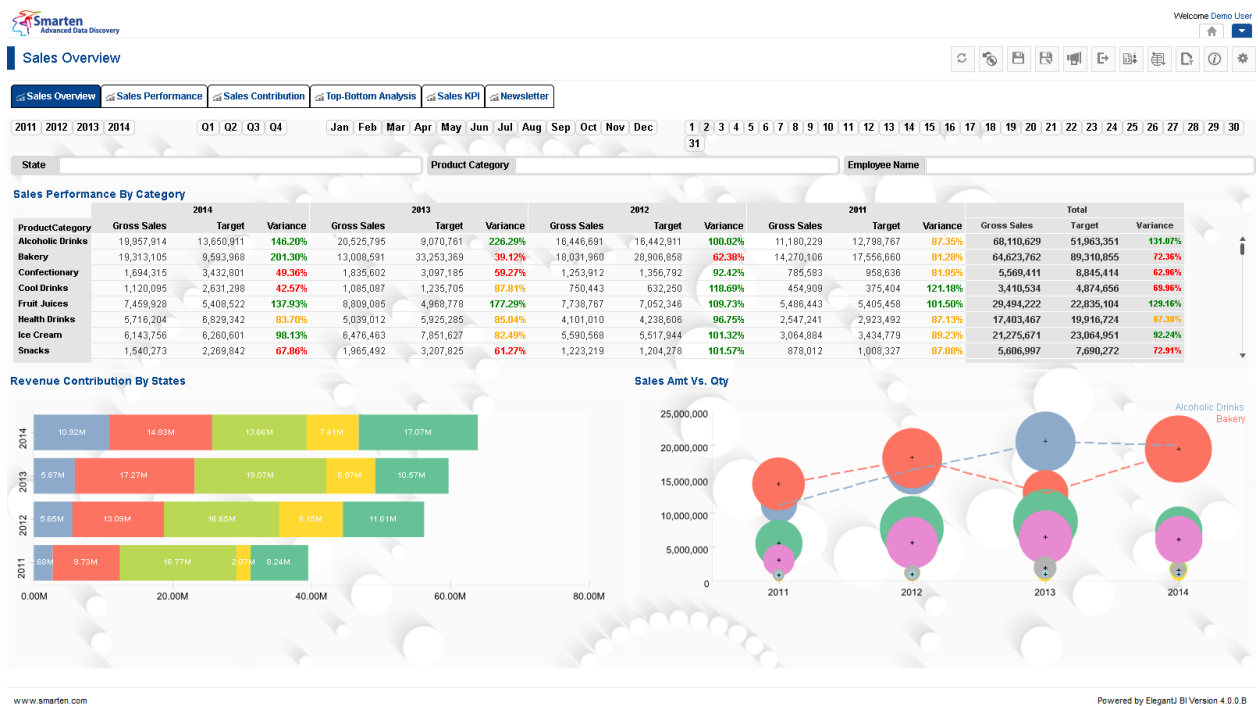 Smarten
Advanced Data Discovery
Welcome Demo User
Sales Overview
Sales Overview Sales Performance Sales Contribution Top-Bottom Analysis Sales KPI Newsletter
2011 2012 2013 2014 Q1 Q2 Q3 Q4 Jan Feb Mar Apr May Jun Jul Aug Sep Oct Nov Dec 1 2 3 4 5 6 7 8 9 10 11 12 13 14 15 16 17 18 19 20 21 22 23 24 25 26 27 28 29 30
31
State Product Category Employee Name
Sales Performance By Category
2014 2013 2012 2011 Total
ProductCategory Gross Sales Target Variance Gross Sales Target Variance Gross Sales Target Variance Gross Sales Target Variance Gross Sales Target Variance
Alcoholic Drinks 19,957,914 13,650,911 146.20% 20,525,795 9,070,761 226.29% 16,446,691 16,442,911 100.02% 11,180,229 12,798,767 87.35% 68,110,629 51,963,351 131.07%
Bakery 19,313,105 9,593,968 201.30% 13,008,591 33,253,369 39.12% 18,031,960 28,906,858 62.38% 14,270,106 17,556,660 81.28% 64,623,762 89,310,855 72.36%
Confectionary 1,694,315 3,432,801 49.36% 1,835,602 3,097,185 59.27% 1,253,912 1,356,792 92.42% 785,583 958,636 81.95% 5,569,411 8,845,414 62.96%
Cool Drinks 1,120,095 2,631,298 42.57% 1,085,087 1,235,705 87.81% 750,443 632,250 118.69% 454,909 375,404 121.18% 3,410,534 4,874,656 69.96%
Fruit Juices 7,459,928 5,408,522 137.93% 8,809,085 4,968,778 177.29% 7,738,767 7,052,346 109.73% 5,486,443 5,405,458 101.50% 29,494,222 22,835,104 129.16%
Health Drinks 5,716,204 6,829,342 83.70% 5,039,012 5,925,285 85.04% 4,101,010 4,238,606 96.75% 2,547,241 2,923,492 87.13% 17,403,467 19,916,724 87.38%
Ice Cream 6,143,756 6,260,601 98.13% 6,476,463 7,851,627 82.49% 5,590,568 5,517,944 101.32% 3,064,884 3,434,779 89.23% 21,275,671 23,064,951 92.24%
Snacks 1,540,273 2,269,842 67.86% 1,965,492 3,207,825 61.27% 1,223,219 1,204,278 101.57% 878,012 1,008,327 87.08% 5,606,997 7,690,272 72.91%
Revenue Contribution By States
2014 10.92M 14.83M 13.66M 7.41M 17.07M
2013 5.87M 17.27M 19.07M 6.97M 10.57M
2012 5.65M 13.09M 16.65M 9.15M 11.61M
2011 .68M 9.73M 16.77M 2.07M 8.24M
0.00M 20.00M 40.00M 60.00M 80.00M
Sales Amt Vs. Qty
Alcoholic Drinks
Bakery
25,000,000
20,000,000
15,000,000
10,000,000
5,000,000
0
2011 2012 2013 2014
www.smarten.com
Powered by ElegantJ BI Version 4.0.0.B